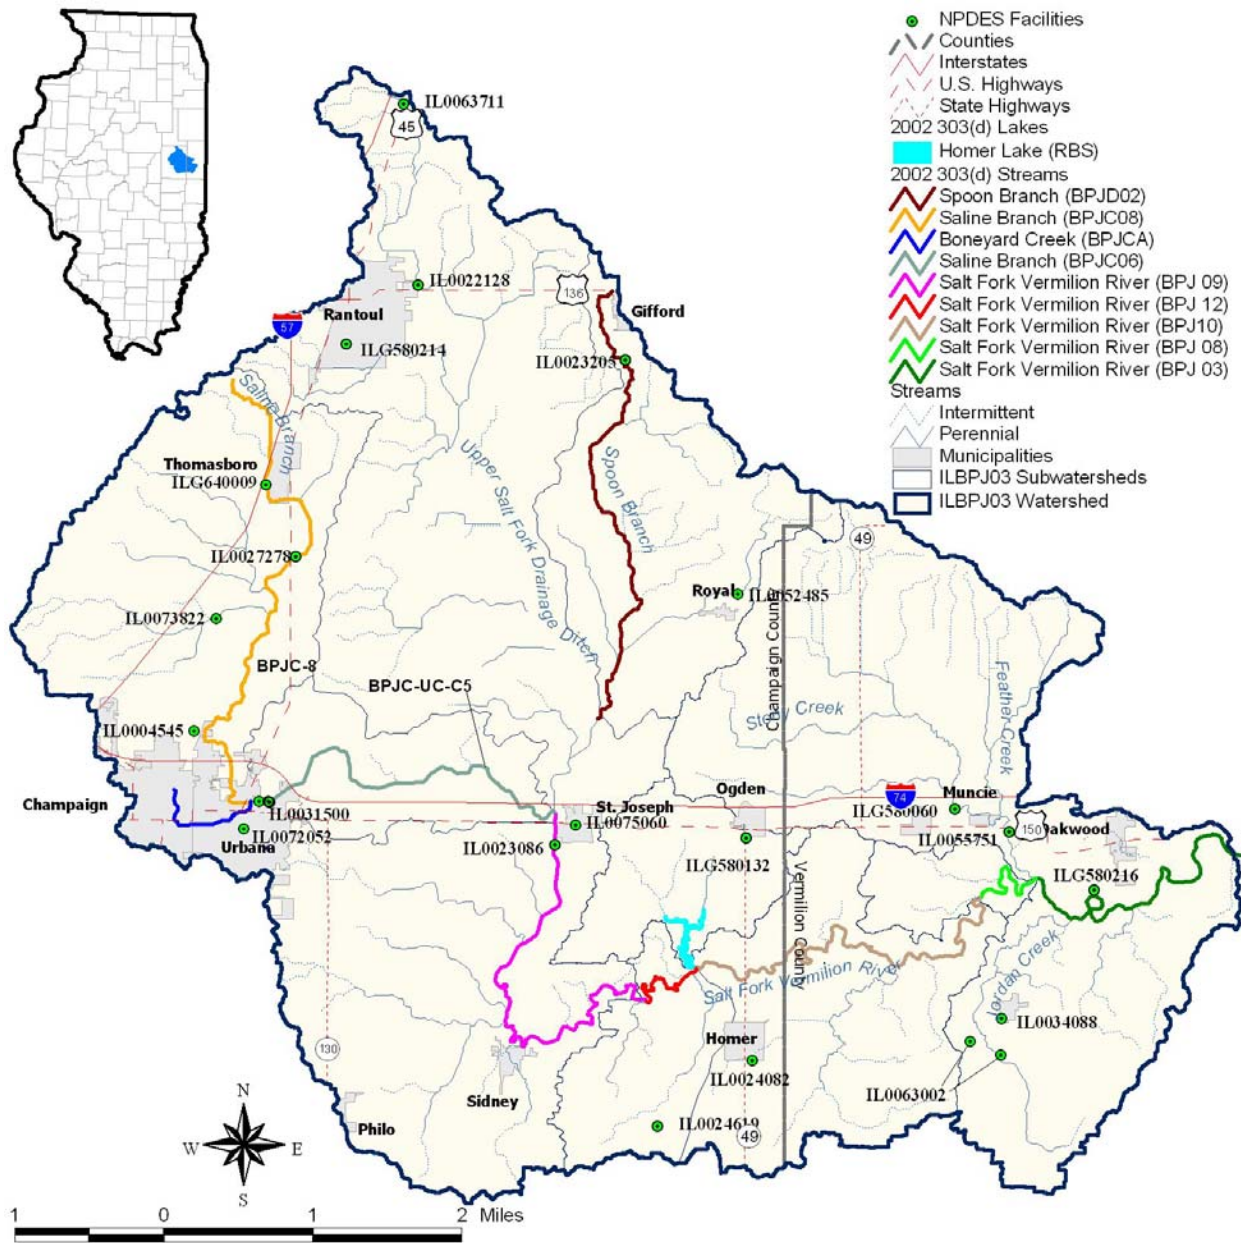 NPDES Facilities
Counties
Interstates
U.S. Highways
State Highways
2002 303(d) Lakes
Homer Lake (RBS)
2002 303(d) Streams
Spoon Branch (BPJD02)
Saline Branch (BPJC08)
Boneyard Creek (BPJCA)
Saline Branch (BPJC06)
Salt Fork Vermilion River (BPJ 09)
Salt Fork Vermilion River (BPJ 12)
Salt Fork Vermilion River (BPJ10)
Salt Fork Vermilion River (BPJ 08)
Salt Fork Vermilion River (BPJ 03)
Streams
Intermittent
Perennial
Municipalities
ILBPJ03 Subwatersheds
ILBPJ03 Watershed
IL0063711
45
IL0022128
136
Gifford
Rantoul
57
ILG580214
IL0023205
Saline Branch
Thomasboro
ILG640009
Upper Salt Fork Drainage Ditch
Spoon Branch
49
IL0027278
Royal
IL0052485
Champaign County
IL0073822
BPJC-8
BPJC-UC-C5
Feather Creek
Stony Creek
IL0004545
Ogden
74
Muncie
Champaign
St. Joseph
ILG580060
IL0031500
IL0075060
150
Oakwood
IL0072052
Urbana
IL0023086
ILG580132
IL0055751
ILG580216
Vermilion County
Salt Fork Vermilion River
Jordan Creek
IL0034088
Homer
130
IL0024082
IL0063002
Sidney
Philo
IL0024619
49
N
W
E
S
1 0 1 2 Miles